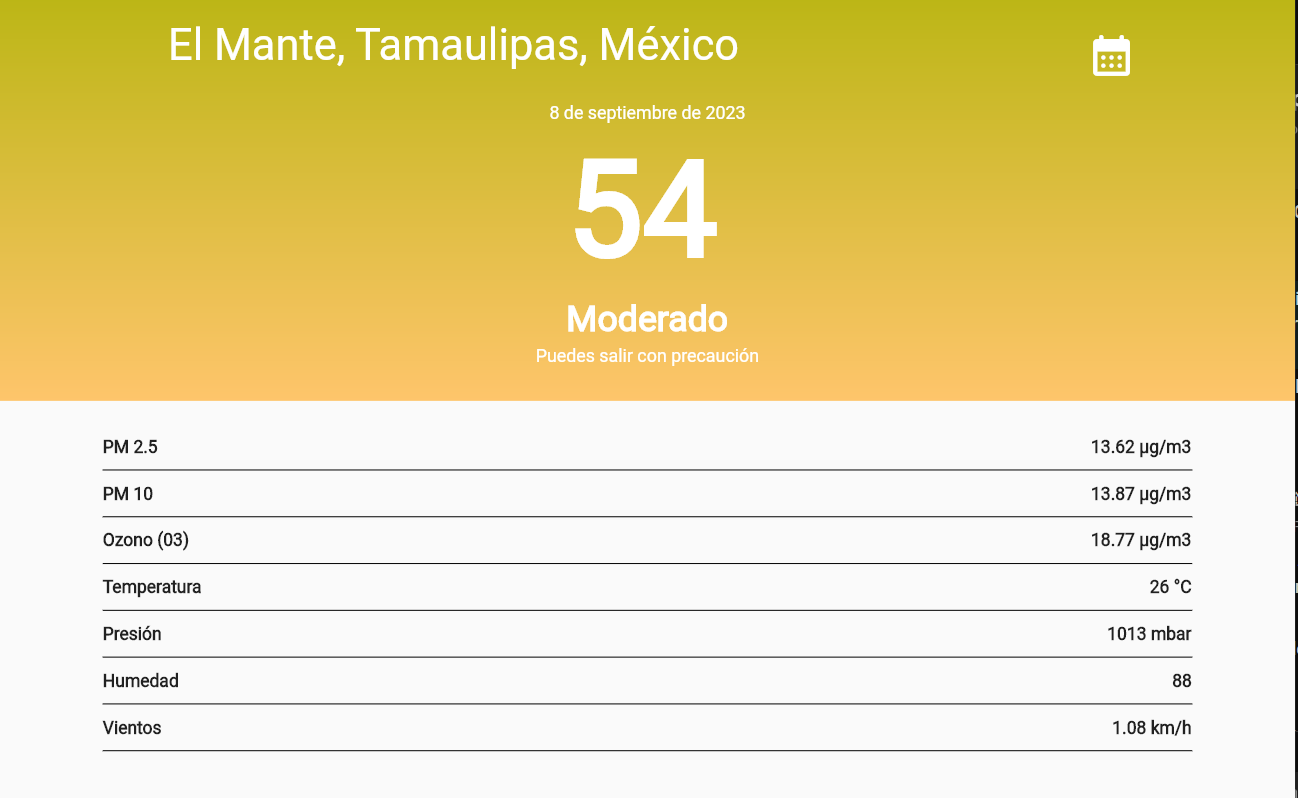 El Mante, Tamaulipas, México
8 de septiembre de 2023
54
Moderado
Puedes salir con precaución
PM 2.5 13.62 µg/m3
PM 10 13.87 µg/m3
Ozono (03) 18.77 µg/m3
Temperatura 26 °C
Presión 1013 mbar
Humedad 88
Vientos 1.08 km/h